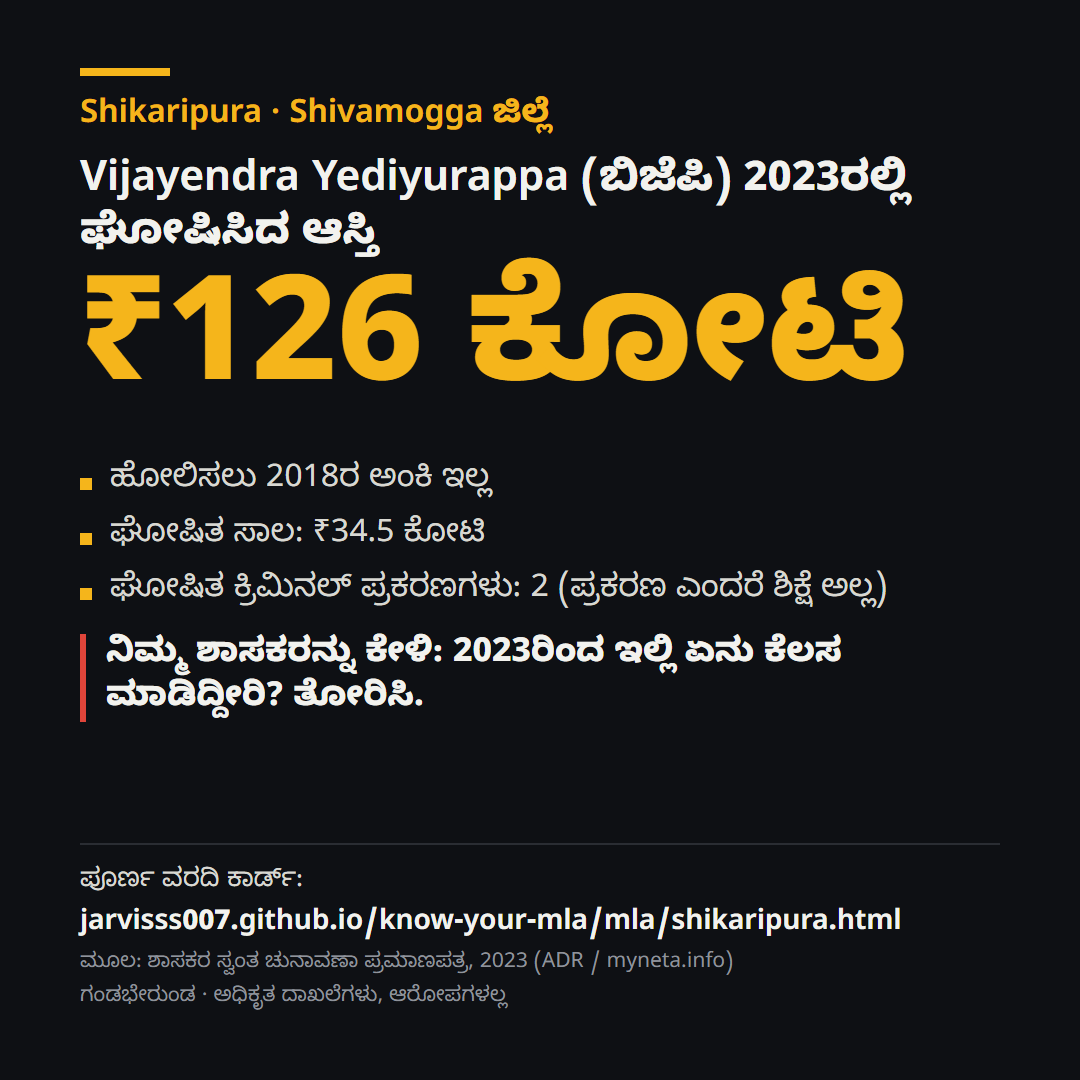 Shikaripura · Shivamogga ಜಿಲ್ಲೆ
Vijayendra Yediyurappa (ಬಿಜೆಪಿ) 2023ರಲ್ಲಿ
ಘೋಷಿಸಿದ ಆಸ್ತಿ
₹126 ಕೋಟಿ
ಹೋಲಿಸಲು 2018ರ ಅಂಕಿ ಇಲ್ಲ
ಘೋಷಿತ ಸಾಲ: ₹34.5 ಕೋಟಿ
ಘೋಷಿತ ಕ್ರಿಮಿನಲ್ ಪ್ರಕರಣಗಳು: 2 (ಪ್ರಕರಣ ಎಂದರೆ ಶಿಕ್ಷೆ ಅಲ್ಲ)
ನಿಮ್ಮ ಶಾಸಕರನ್ನು ಕೇಳಿ: 2023ರಿಂದ ಇಲ್ಲಿ ಏನು ಕೆಲಸ
ಮಾಡಿದ್ದೀರಿ? ತೋರಿಸಿ.
ಪೂರ್ಣ ವರದಿ ಕಾರ್ಡ್:
jarvisss007.github.io/know-your-mla/mla/shikaripura.html
ಮೂಲ: ಶಾಸಕರ ಸ್ವಂತ ಚುನಾವಣಾ ಪ್ರಮಾಣಪತ್ರ, 2023 (ADR / myneta.info)
ಗಂಡಭೇರುಂಡ · ಅಧಿಕೃತ ದಾಖಲೆಗಳು, ಆರೋಪಗಳಲ್ಲ